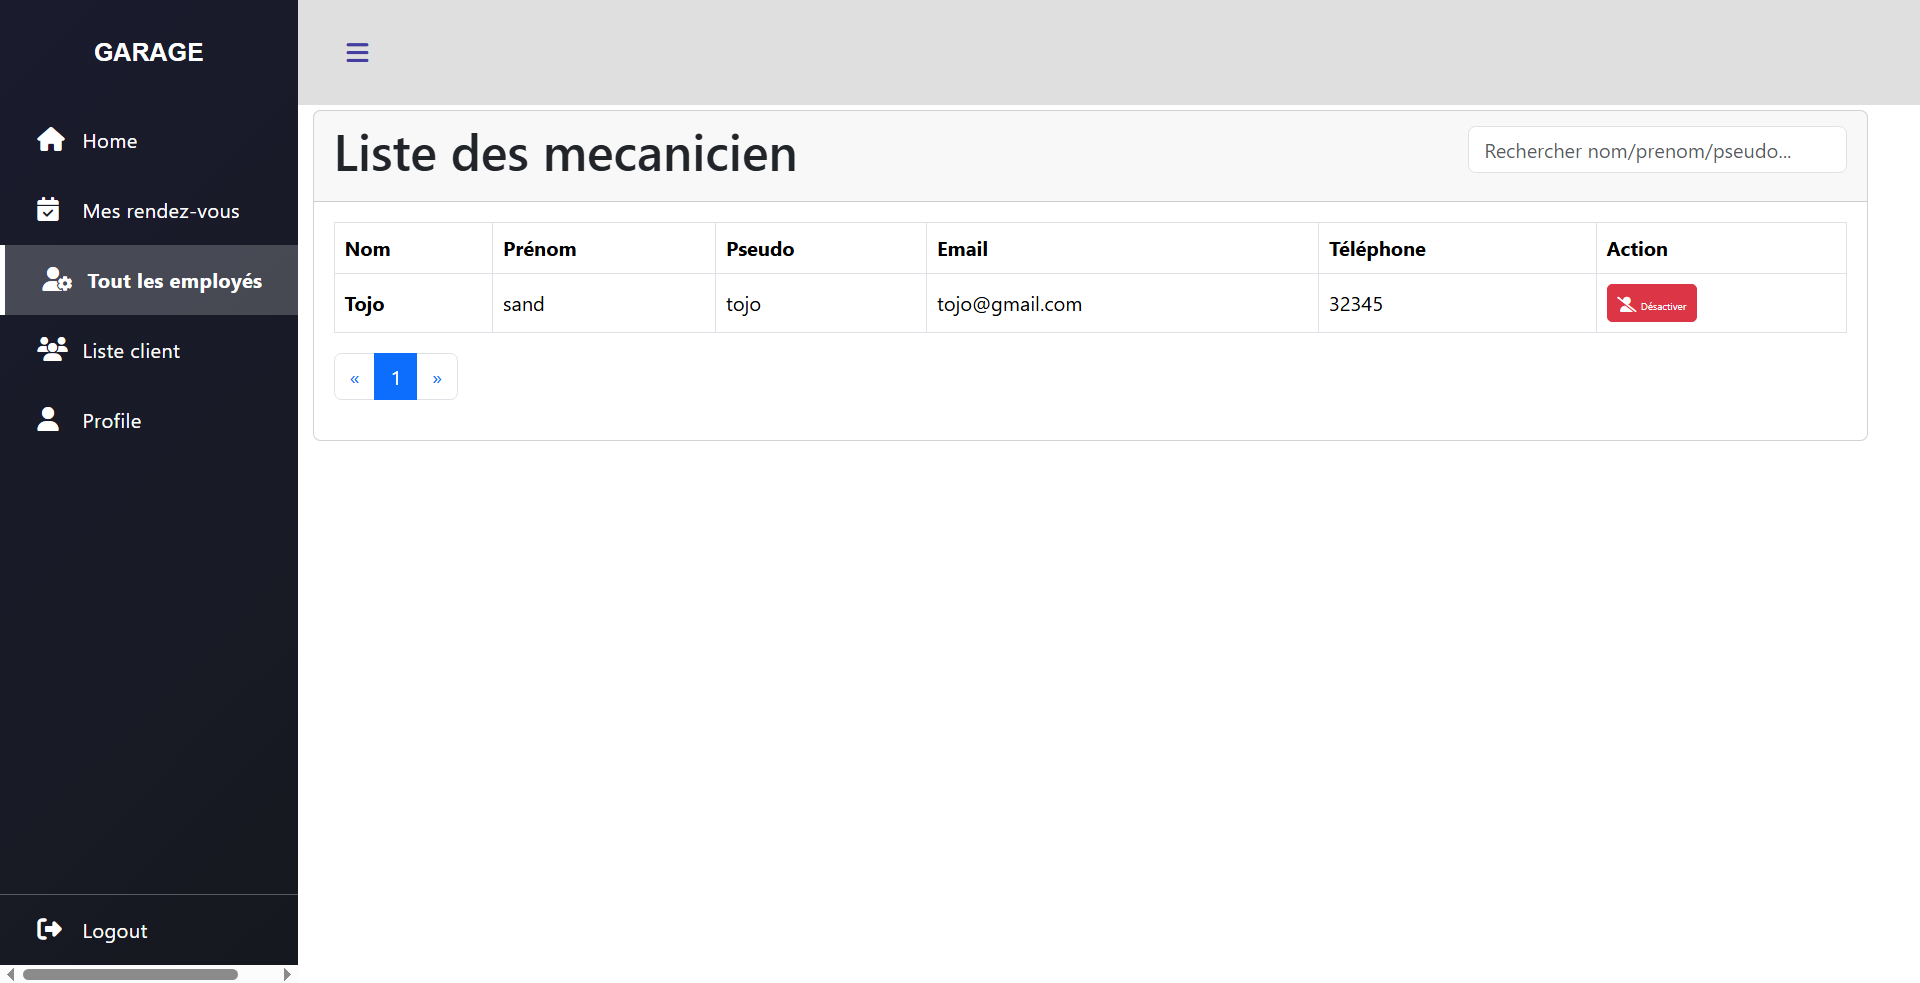 GARAGE
Home
Mes rendez-vous
Tout les employés
Liste client
Profile
Logout
Liste des mecanicien
Rechercher nom/prenom/pseudo...
Nom Prénom Pseudo Email Téléphone Action
Tojo sand tojo tojo@gmail.com 32345 Désactiver
« 1 »